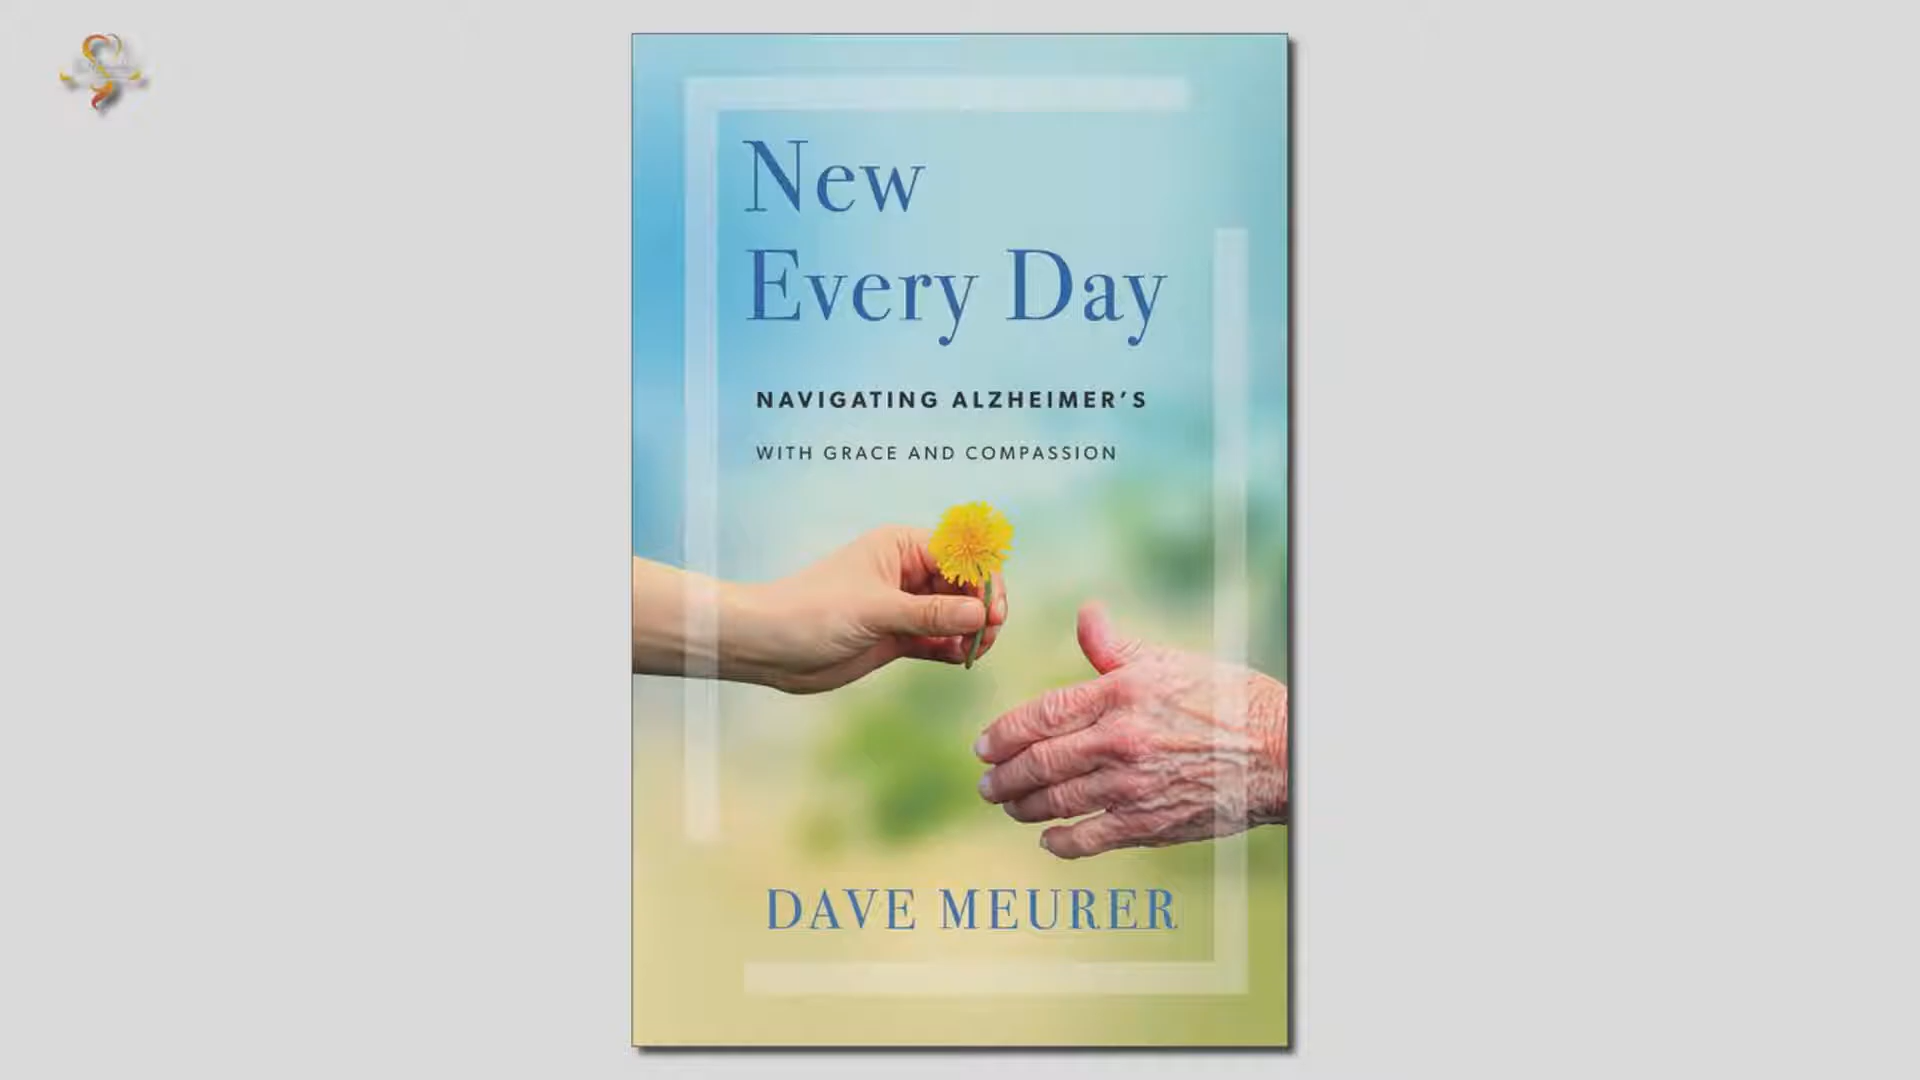 New
Every Day
NAVIGATING ALZHEIMER'S
WITH GRACE AND COMPASSION
DAVE MEURER